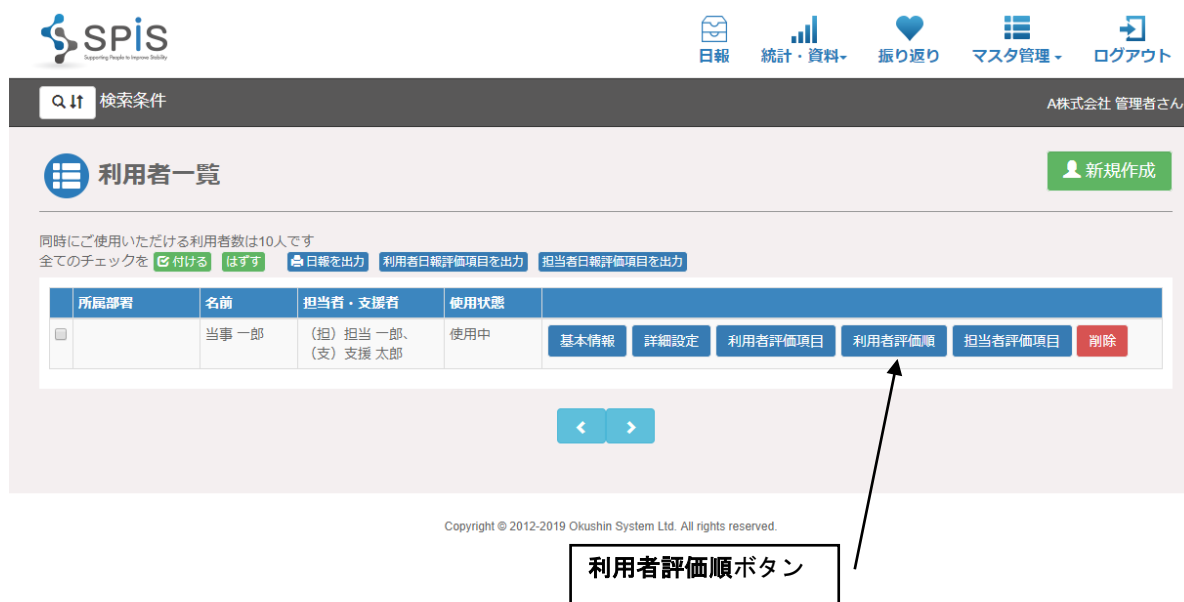 SPiS
Supporting People to Improve Stability
日報
統計・資料
振り返り
マスタ管理
ログアウト
検索条件
A株式会社 管理者さん
利用者一覧
新規作成
同時にご使用いただける利用者数は10人です
全てのチェックを 付ける はずす 日報を出力 利用者日報評価項目を出力 担当者日報評価項目を出力
所属部署 名前 担当者・支援者 使用状態
当事 一郎 （担）担当 一郎、 使用中 基本情報 詳細設定 利用者評価項目 利用者評価順 担当者評価項目 削除
（支）支援 太郎
Copyright © 2012-2019 Okushin System Ltd. All rights reserved.
利用者評価順ボタン